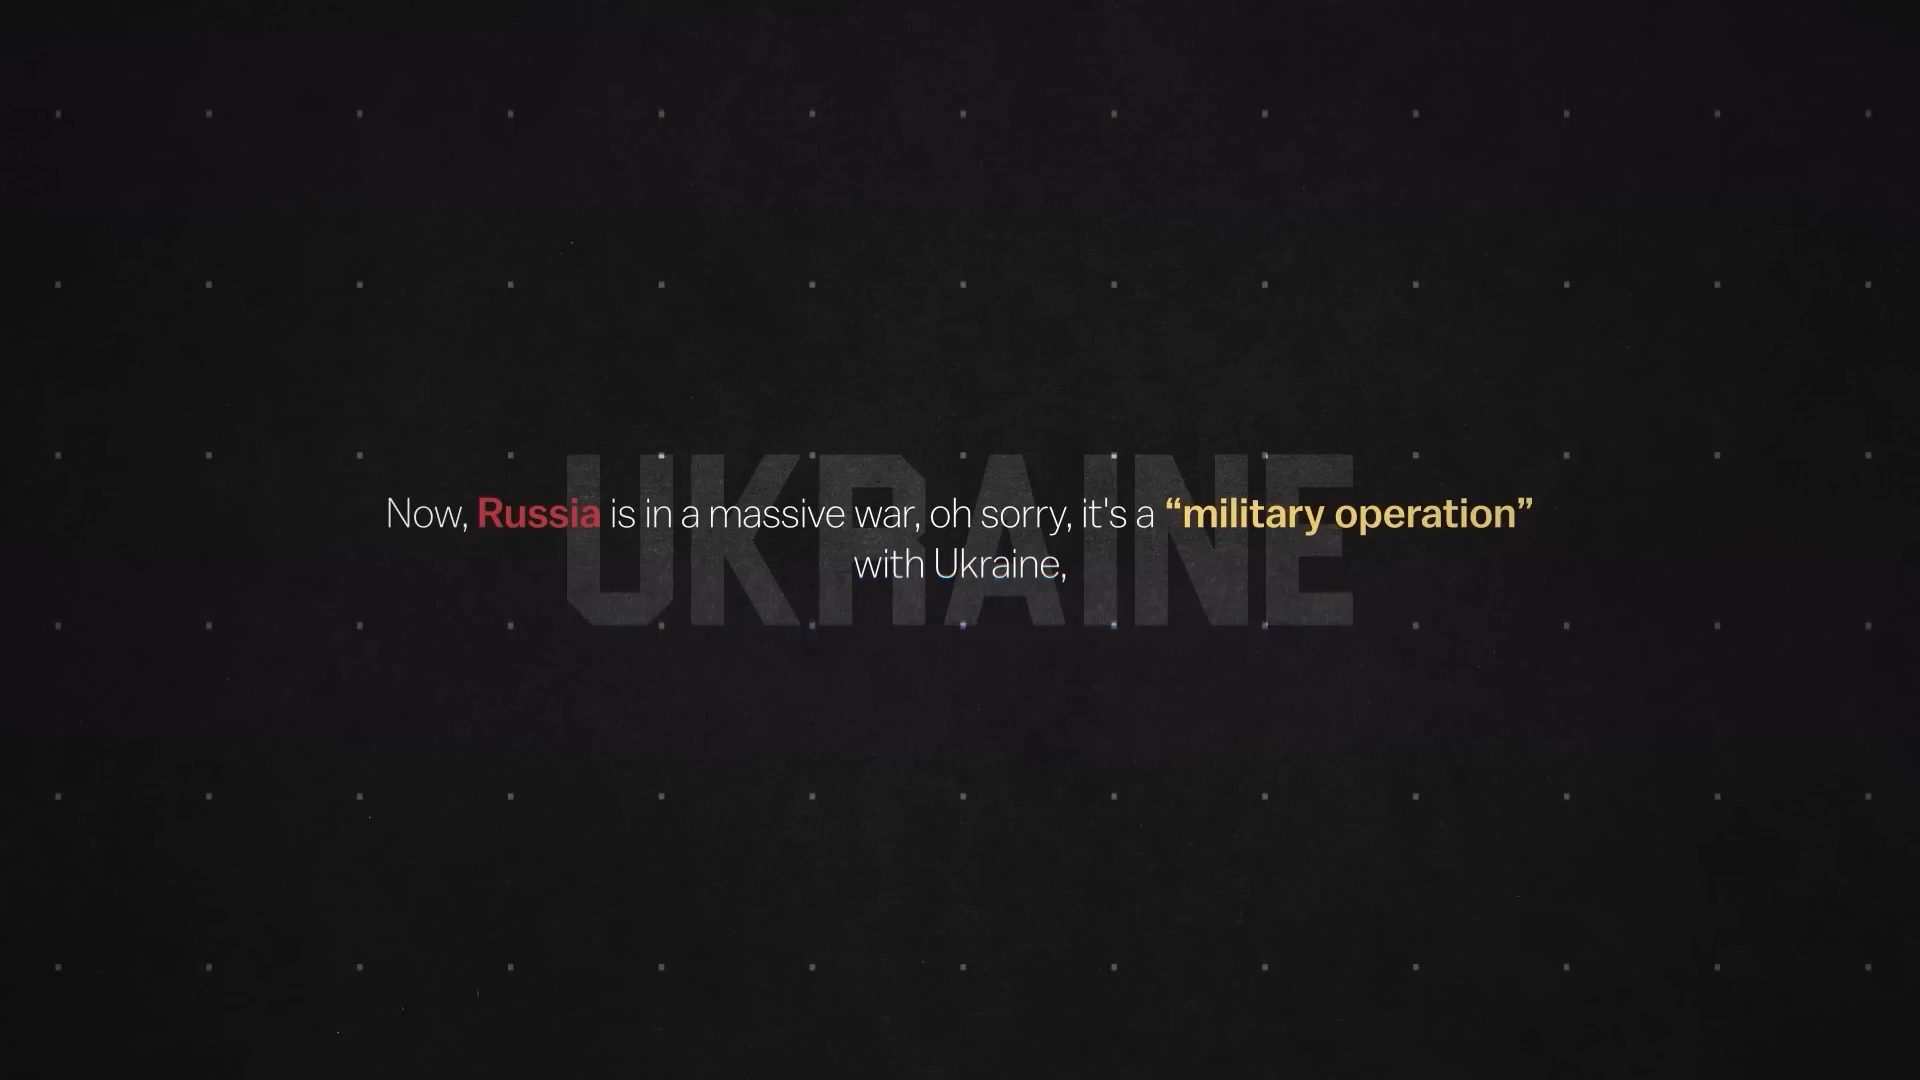 UKRAINE
Now, Russia is in a massive war, oh sorry, it's a “military operation”
with Ukraine,